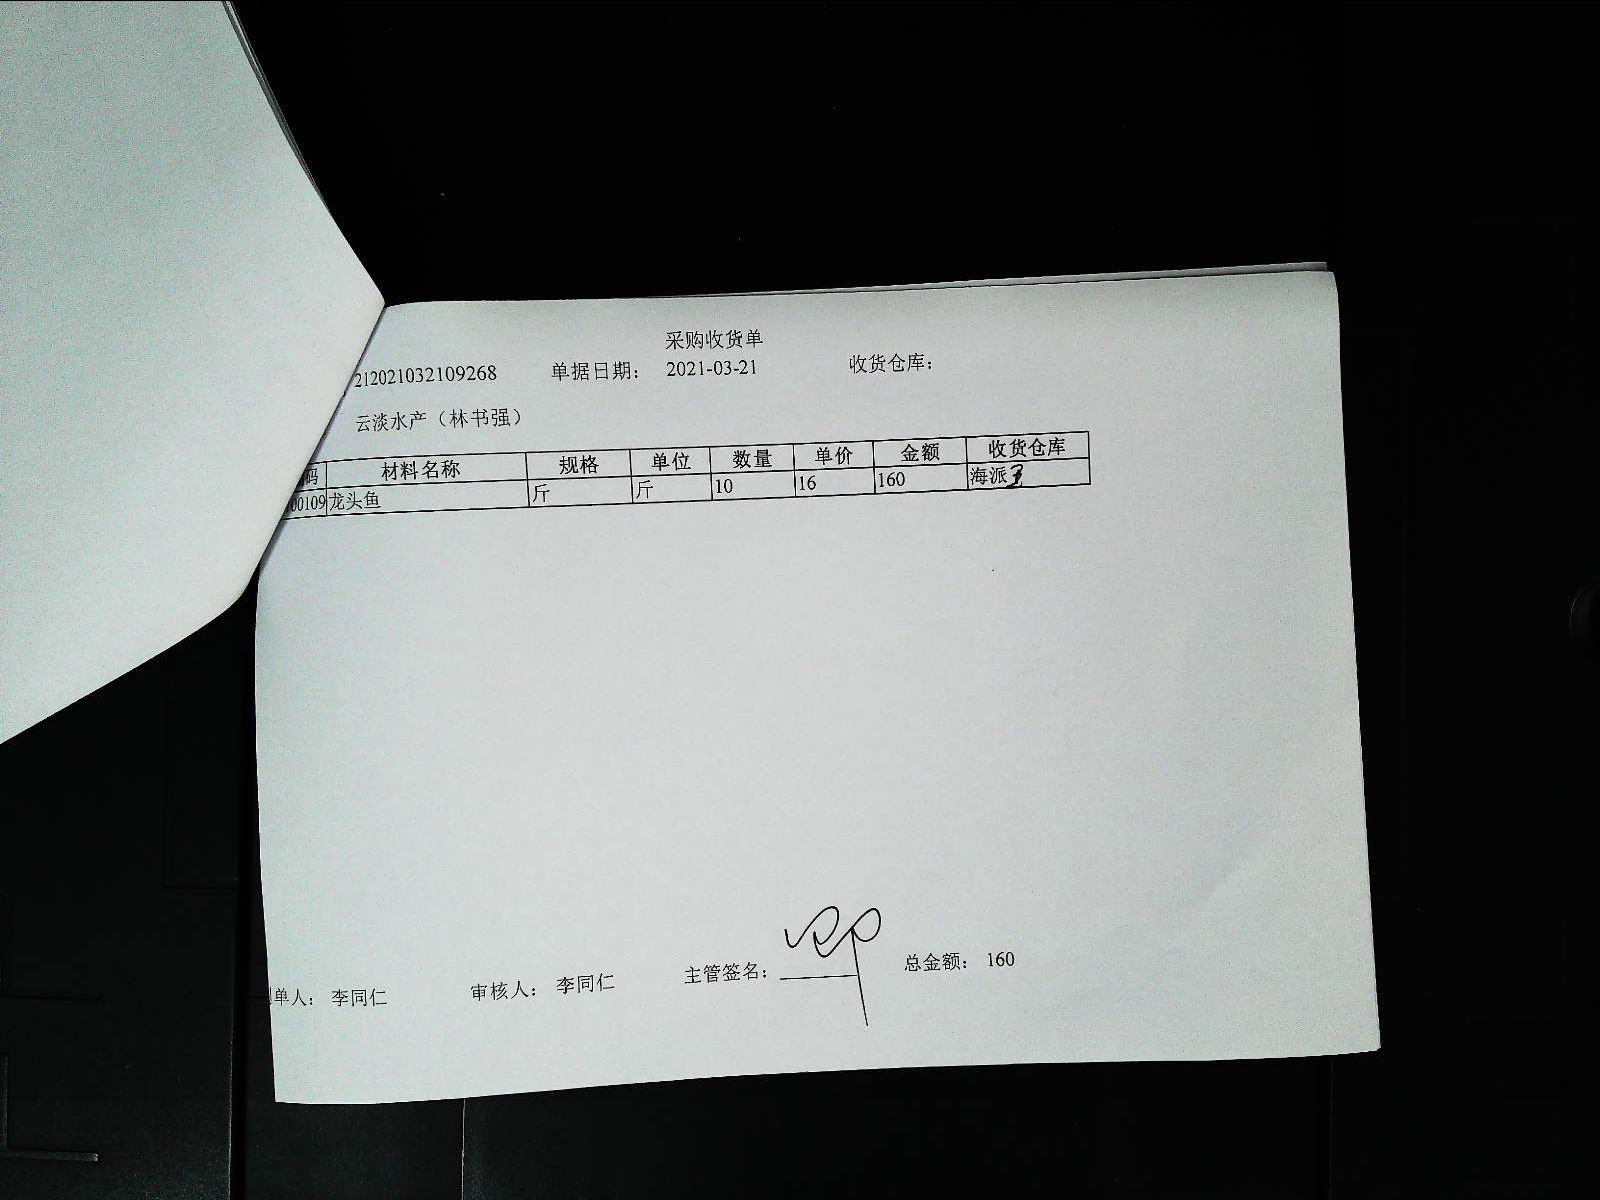 采购收货单
212021032109268 单据日期： 2021-03-21 收货仓库：
云淡水产（林书强）
码 材料名称 规格 单位 数量 单价 金额 收货仓库
00109 龙头鱼 斤 斤 10 16 160 海派
单人： 李同仁 审核人： 李同仁 主管签名： 总金额： 160